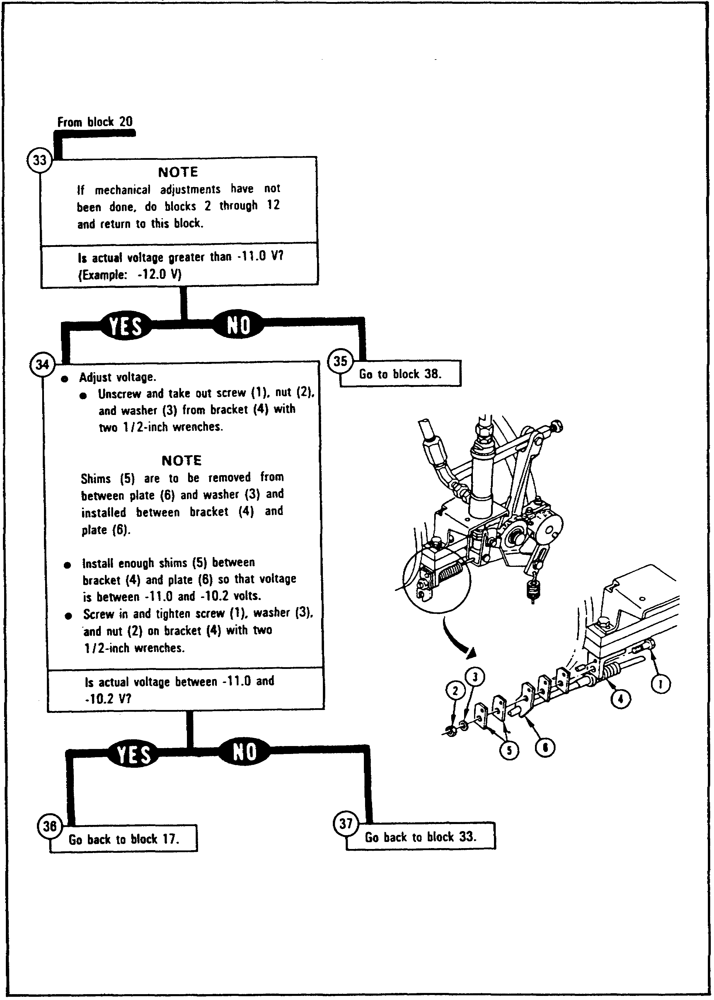 From block 20
33
NOTE
If mechanical adjustments have not
been done, do blocks 2 through 12
and return to this block.
Is actual voltage greater than -11.0 V?
(Example: -12.0 V)
YES
NO
34
• Adjust voltage.
• Unscrew and take out screw (1), nut (2),
and washer (3) from bracket (4) with
two 1/2-inch wrenches.
NOTE
Shims (5) are to be removed from
between plate (6) and washer (3) and
installed between bracket (4) and
plate (6).
• Install enough shims (5) between
bracket (4) and plate (6) so that voltage
is between -11.0 and -10.2 volts.
• Screw in and tighten screw (1), washer (3),
and nut (2) on bracket (4) with two
1/2-inch wrenches.
Is actual voltage between -11.0 and
-10.2 V?
35
Go to block 38.
1
2
3
4
5
6
YES
NO
36
Go back to block 17.
37
Go back to block 33.